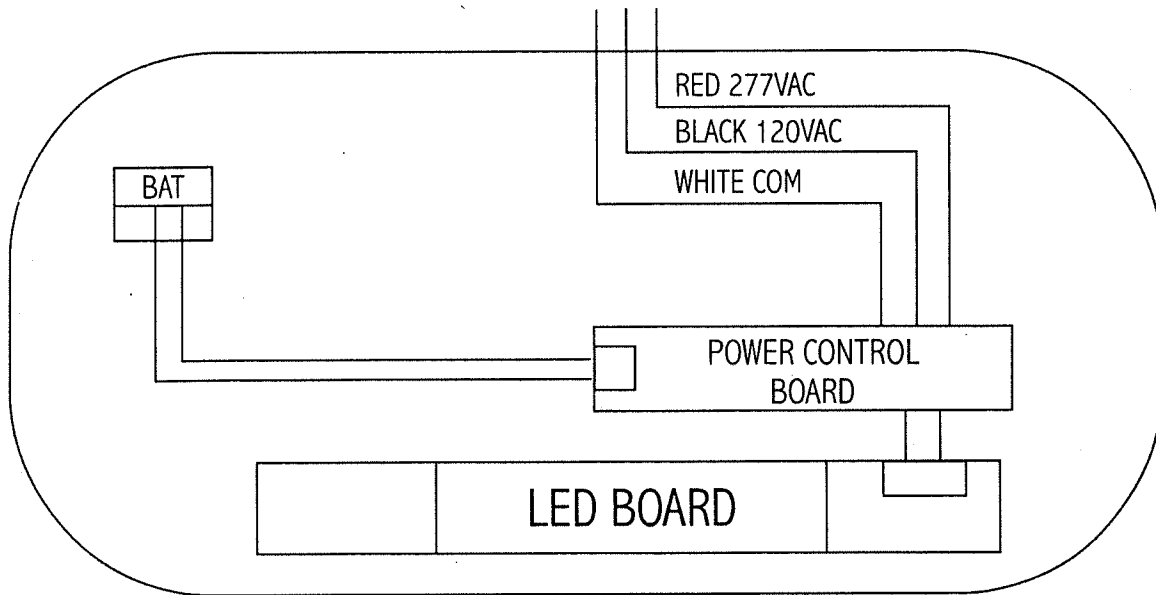 RED 277VAC
BLACK 120VAC
WHITE COM
BAT
POWER CONTROL
BOARD
LED BOARD